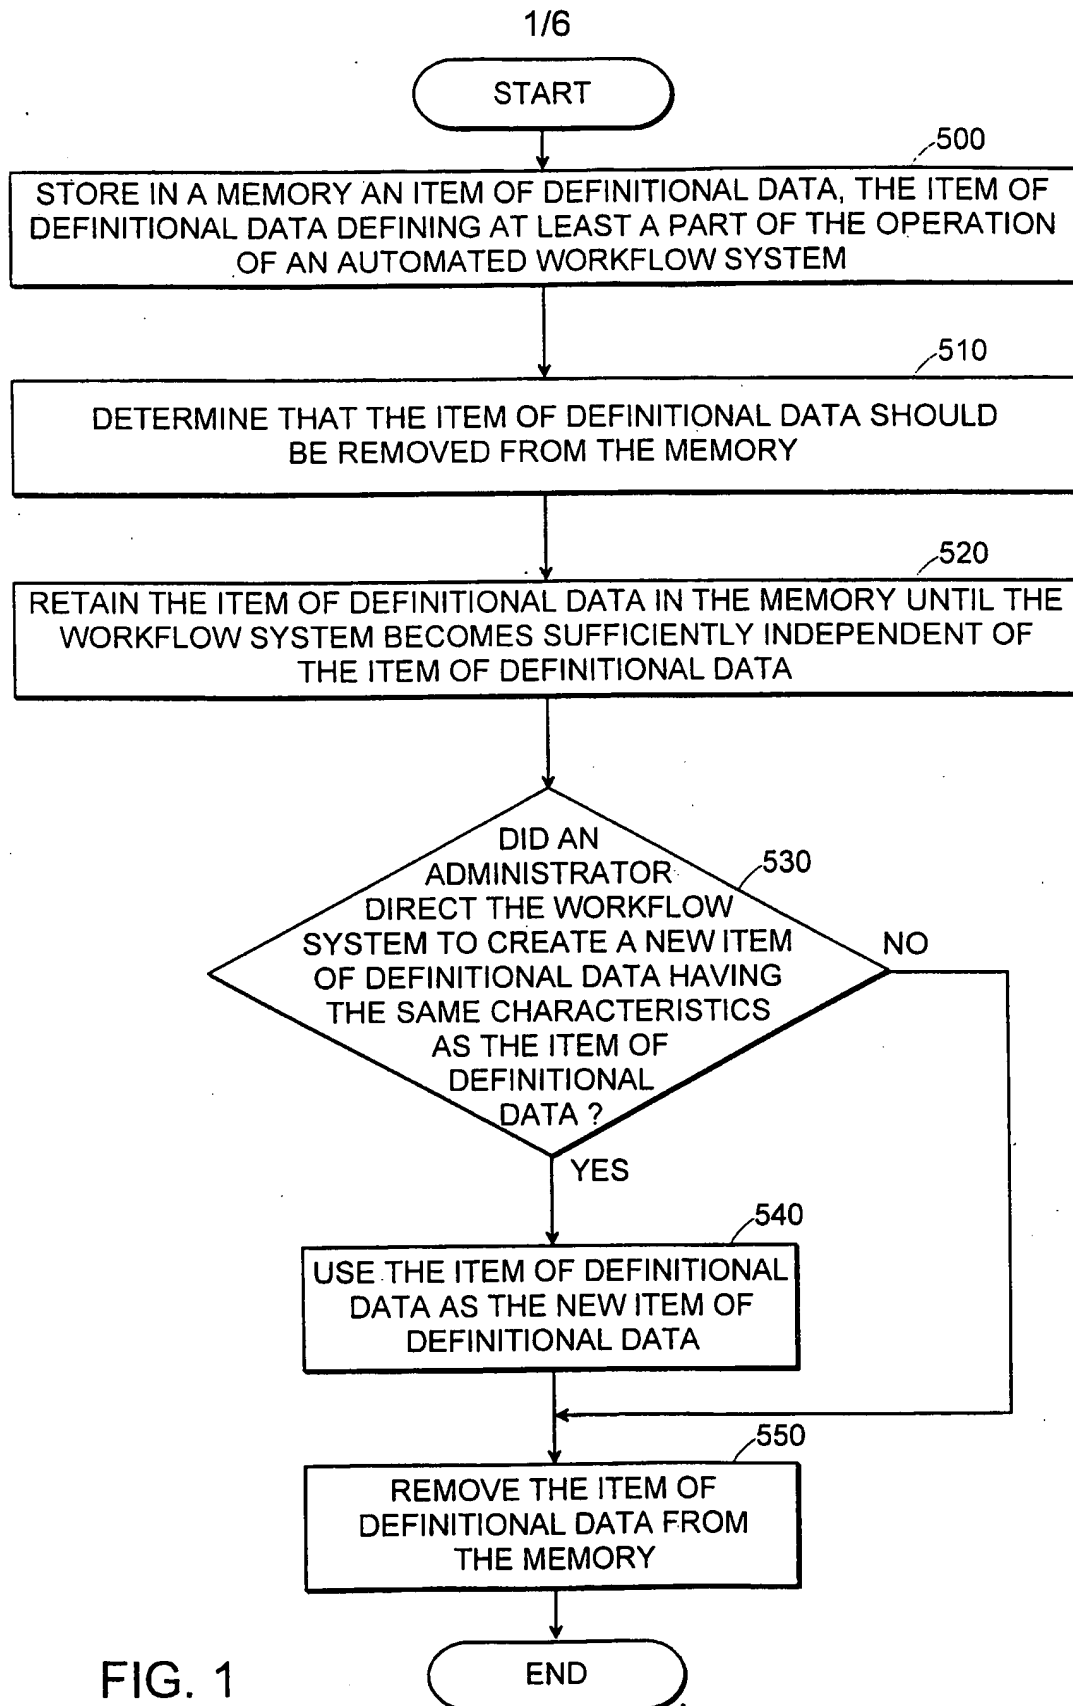 1/6
START
500
STORE IN A MEMORY AN ITEM OF DEFINITIONAL DATA, THE ITEM OF
DEFINITIONAL DATA DEFINING AT LEAST A PART OF THE OPERATION
OF AN AUTOMATED WORKFLOW SYSTEM
510
DETERMINE THAT THE ITEM OF DEFINITIONAL DATA SHOULD
BE REMOVED FROM THE MEMORY
520
RETAIN THE ITEM OF DEFINITIONAL DATA IN THE MEMORY UNTIL THE
WORKFLOW SYSTEM BECOMES SUFFICIENTLY INDEPENDENT OF
THE ITEM OF DEFINITIONAL DATA
530
DID AN
ADMINISTRATOR
DIRECT THE WORKFLOW
SYSTEM TO CREATE A NEW ITEM
OF DEFINITIONAL DATA HAVING
THE SAME CHARACTERISTICS
AS THE ITEM OF
DEFINITIONAL
DATA ?
NO
YES
540
USE THE ITEM OF DEFINITIONAL
DATA AS THE NEW ITEM OF
DEFINITIONAL DATA
550
REMOVE THE ITEM OF
DEFINITIONAL DATA FROM
THE MEMORY
END
FIG. 1